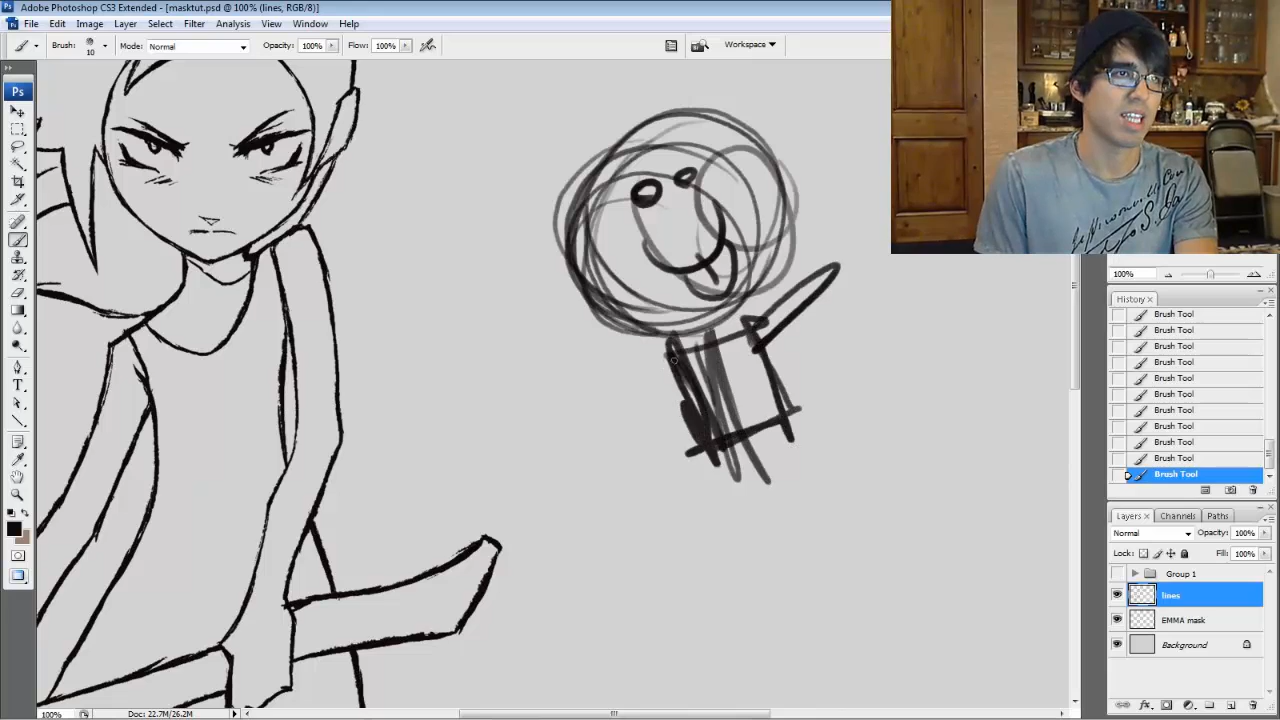 Adobe Photoshop CS3 Extended - [masktut.psd @ 100% (lines, RGB/8)]
File Edit Image Layer Select Filter Analysis View Window Help
Brush: 10 Mode: Normal Opacity: 100% Flow: 100% Workspace
Ps
100%
History
Brush Tool
Brush Tool
Brush Tool
Brush Tool
Brush Tool
Brush Tool
Brush Tool
Brush Tool
Brush Tool
Brush Tool
Brush Tool
Layers Channels Paths
Normal Opacity: 100%
Lock: Fill: 100%
Group 1
lines
EMMA mask
Background
100% Doc: 22.7M/26.2M